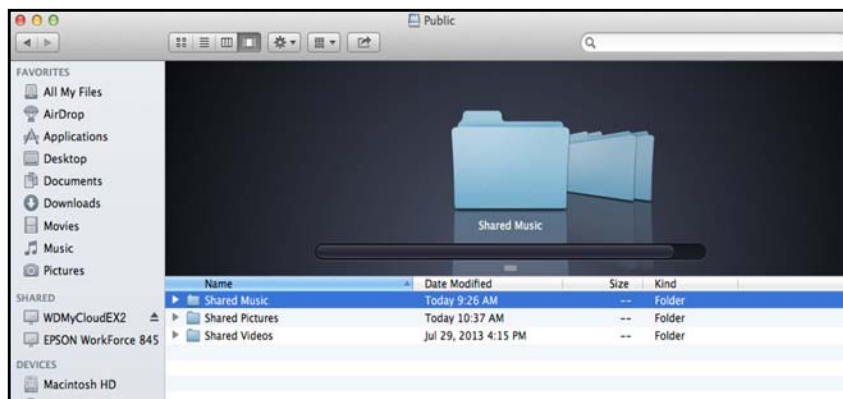 Public
FAVORITES
All My Files
AirDrop
Applications
Desktop
Documents
Downloads
Movies
Music
Pictures
SHARED
WDMyCloudEX2
EPSON WorkForce 845
DEVICES
Macintosh HD
Shared Music
Name Date Modified Size Kind
Shared Music Today 9:26 AM -- Folder
Shared Pictures Today 10:37 AM -- Folder
Shared Videos Jul 29, 2013 4:15 PM -- Folder